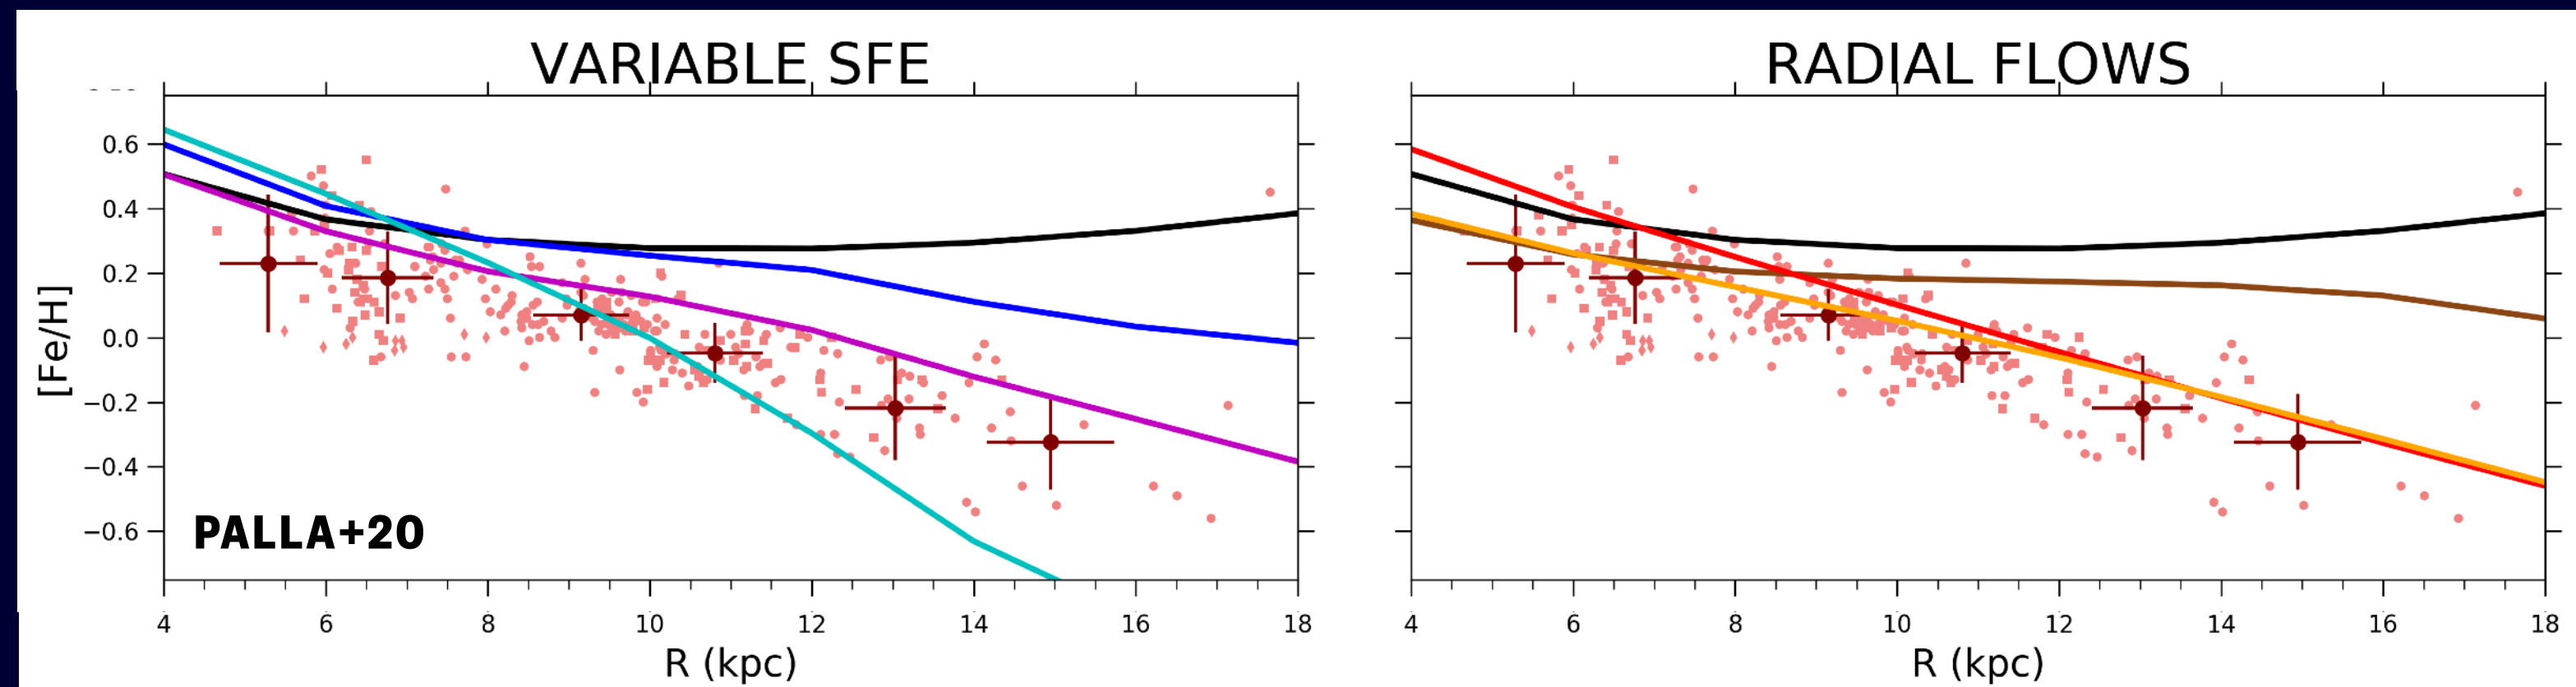 VARIABLE SFE
RADIAL FLOWS
0.6
0.4
0.2
0.0
−0.2
−0.4
−0.6
[Fe/H]
PALLA+20
4 6 8 10 12 14 16 18
4 6 8 10 12 14 16 18
R (kpc)
R (kpc)